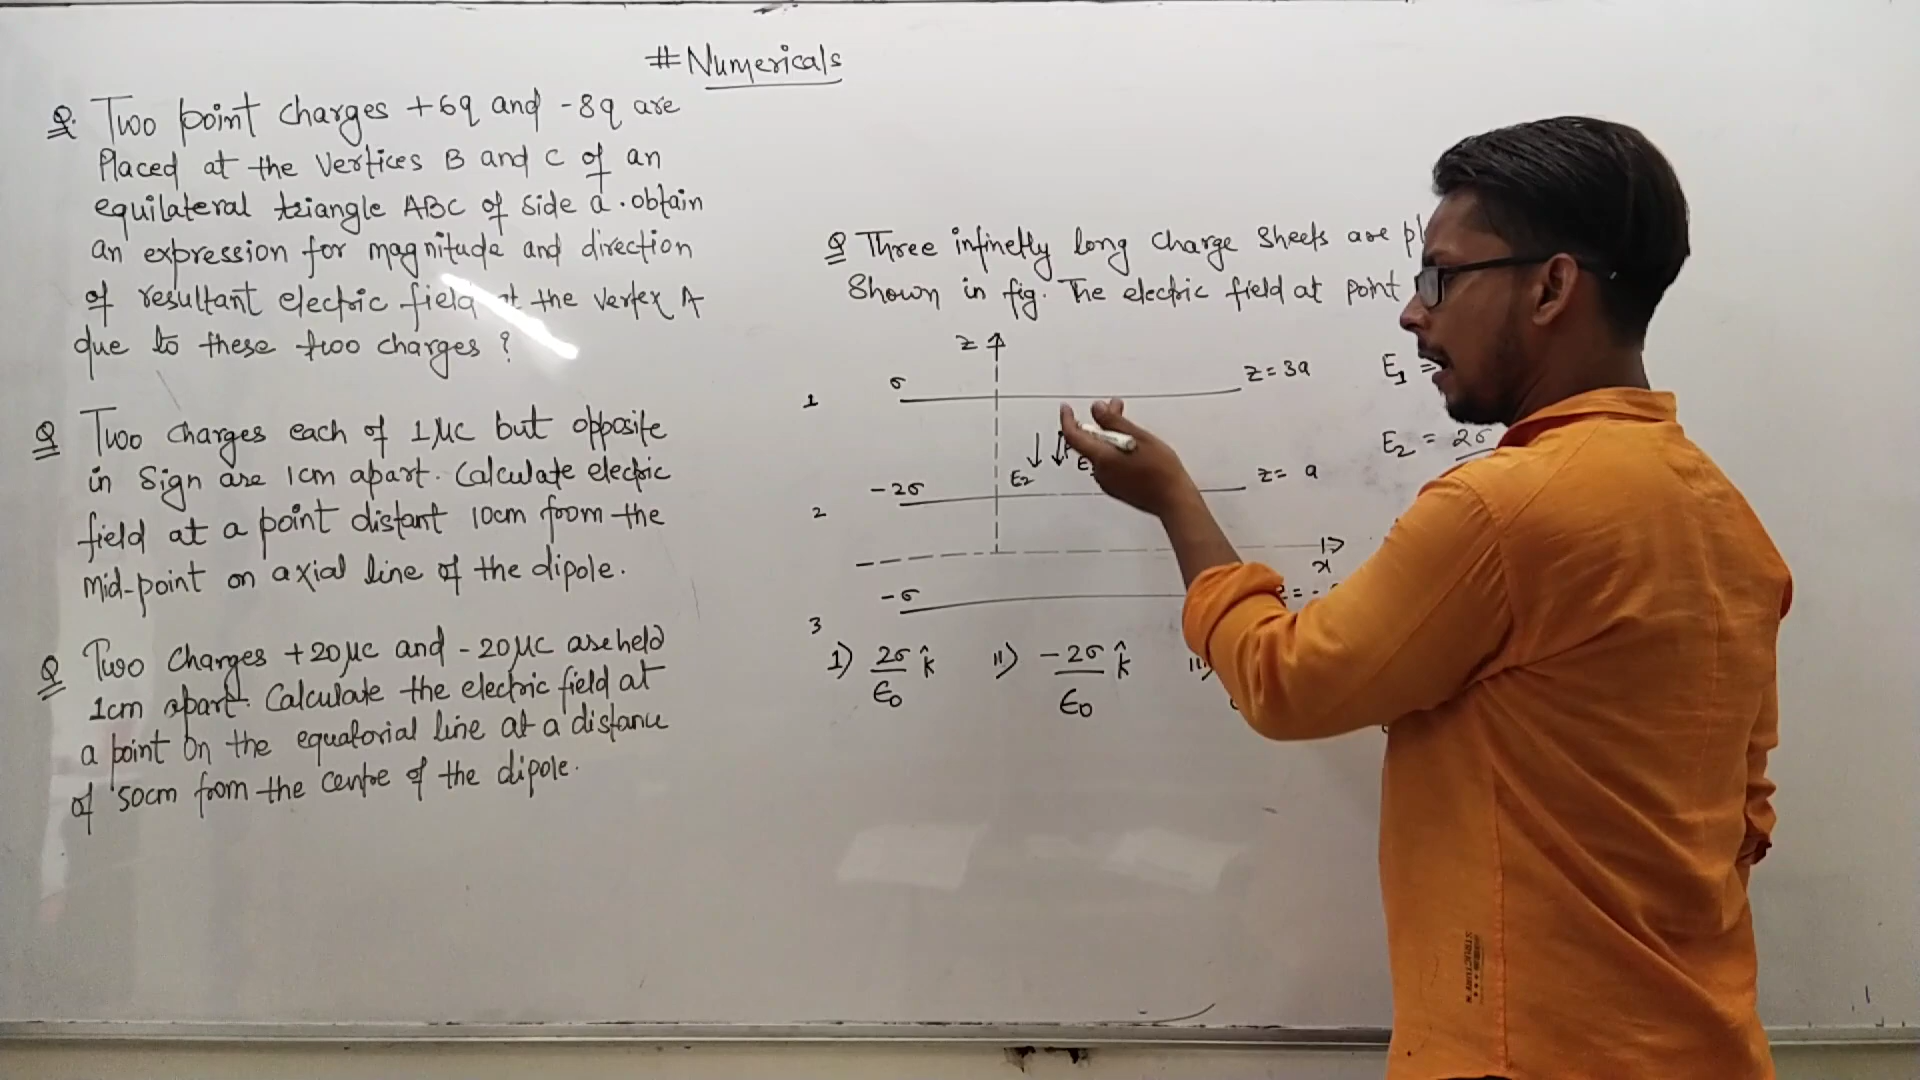 # Numericals
Q. Two point charges +6q and -8q are
Placed at the vertices B and C of an
equilateral triangle ABC of side a. obtain
an expression for magnitude and direction
of resultant electric field at the vertex A
due to these two charges ?
Q Two charges each of 1μc but opposite
in sign are 1cm apart. Calculate electric
field at a point distant 10cm from the
mid-point on axial line of the dipole.
Q Two Charges +20μc and -20μc are held
1cm apart. Calculate the electric field at
a point on the equatorial line at a distance
of 50cm from the centre of the dipole.
Q Three infinetly long charge sheets are pl
Shown in fig. The electric field at point
z
σ
z = 3a
1
E2
-2σ
z = a
2
x
-σ
3
E1 =
E2 = 2σ
1) 2σ/ϵ0 k̂ ii) -2σ/ϵ0 k̂ iii)